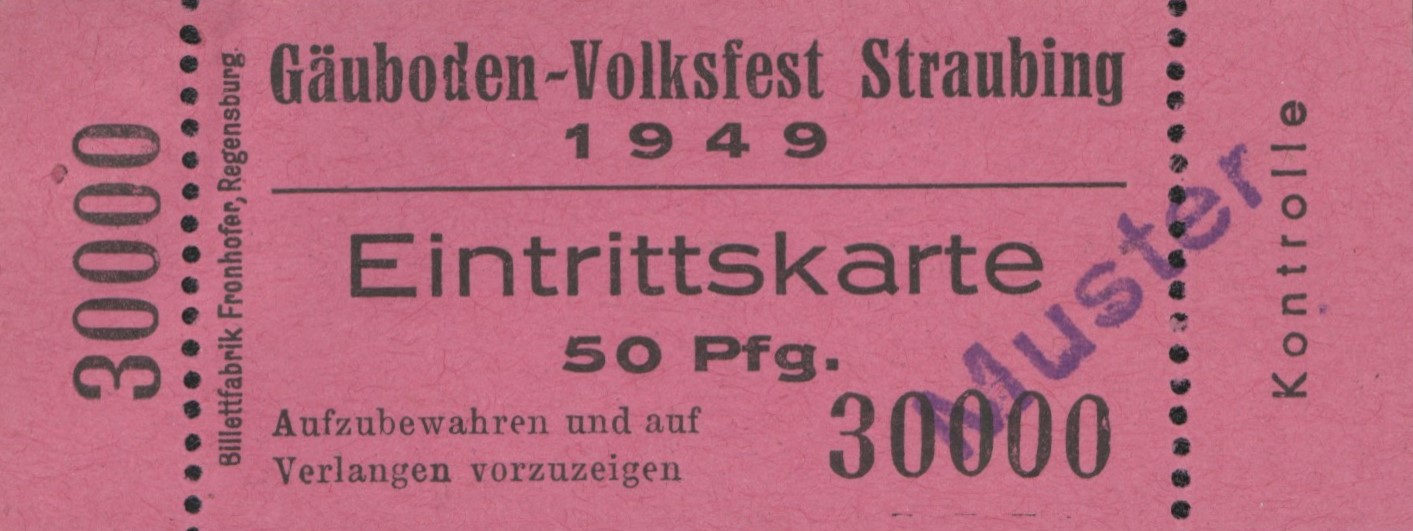 30000
Billettfabrik Fronhofer, Regensburg.
Gäuboden-Volksfest Straubing
1949
Eintrittskarte
50 Pfg.
Aufzubewahren und auf
Verlangen vorzuzeigen
30000
Muster
Kontrolle